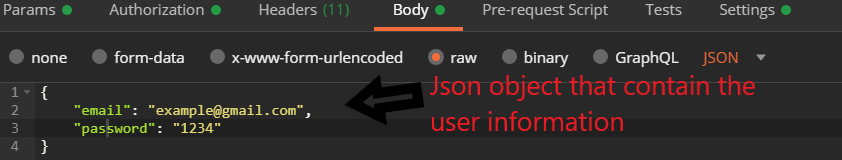 Params Authorization Headers (11) Body Pre-request Script Tests Settings
none form-data x-www-form-urlencoded raw binary GraphQL JSON
1 {
2 "email": "example@gmail.com",
3 "password": "1234"
4 }
Json object that contain the
user information